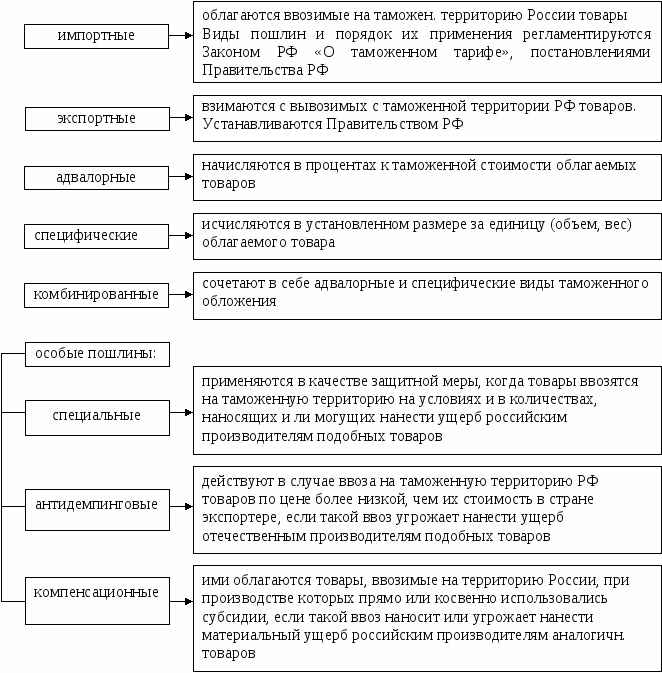 импортные
облагаются ввозимые на таможен. территорию России товары
Виды пошлин и порядок их применения регламентируются
Законом РФ «О таможенном тарифе», постановлениями
Правительства РФ
экспортные
взимаются с вывозимых с таможенной территории РФ товаров.
Устанавливаются Правительством РФ
адвалорные
начисляются в процентах к таможенной стоимости облагаемых
товаров
специфические
исчисляются в установленном размере за единицу (объем, вес)
облагаемого товара
комбинированные
сочетают в себе адвалорные и специфические виды таможенного
обложения
особые пошлины:
специальные
применяются в качестве защитной меры, когда товары ввозятся
на таможенную территорию на условиях и в количествах,
наносящих и ли могущих нанести ущерб российским
производителям подобных товаров
антидемпинговые
действуют в случае ввоза на таможенную территорию РФ
товаров по цене более низкой, чем их стоимость в стране
экспортере, если такой ввоз угрожает нанести ущерб
отечественным производителям подобных товаров
компенсационные
ими облагаются товары, ввозимые на территорию России, при
производстве которых прямо или косвенно использовались
субсидии, если такой ввоз наносит или угрожает нанести
материальный ущерб российским производителям аналогичн.
товаров